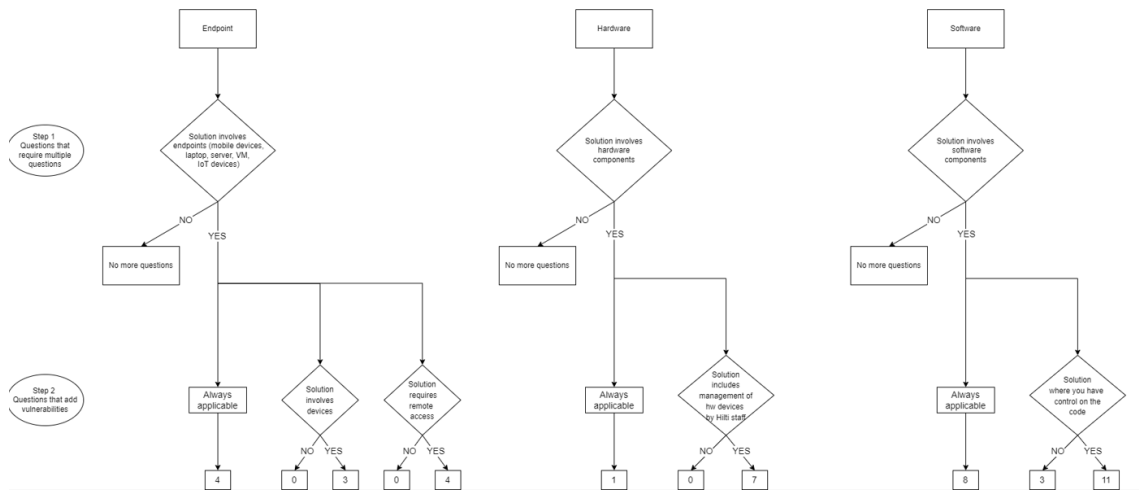 Endpoint
Hardware
Software
Step 1
Questions that
require multiple
questions
Solution involves
endpoints (mobile devices,
laptop, server, VM,
IoT devices)
Solution involves
hardware
components
Solution involves
software
components
NO
YES
NO
YES
NO
YES
No more questions
No more questions
No more questions
Step 2
Questions that add
vulnerabilities
Always
applicable
Solution
involves
devices
Solution
requires
remote
access
Always
applicable
Solution
includes
management of
hw devices
by Hilti staff
Always
applicable
Solution
where you have
control on the
code
NO
YES
NO
YES
NO
YES
NO
YES
4
0
3
0
4
1
0
7
8
3
11